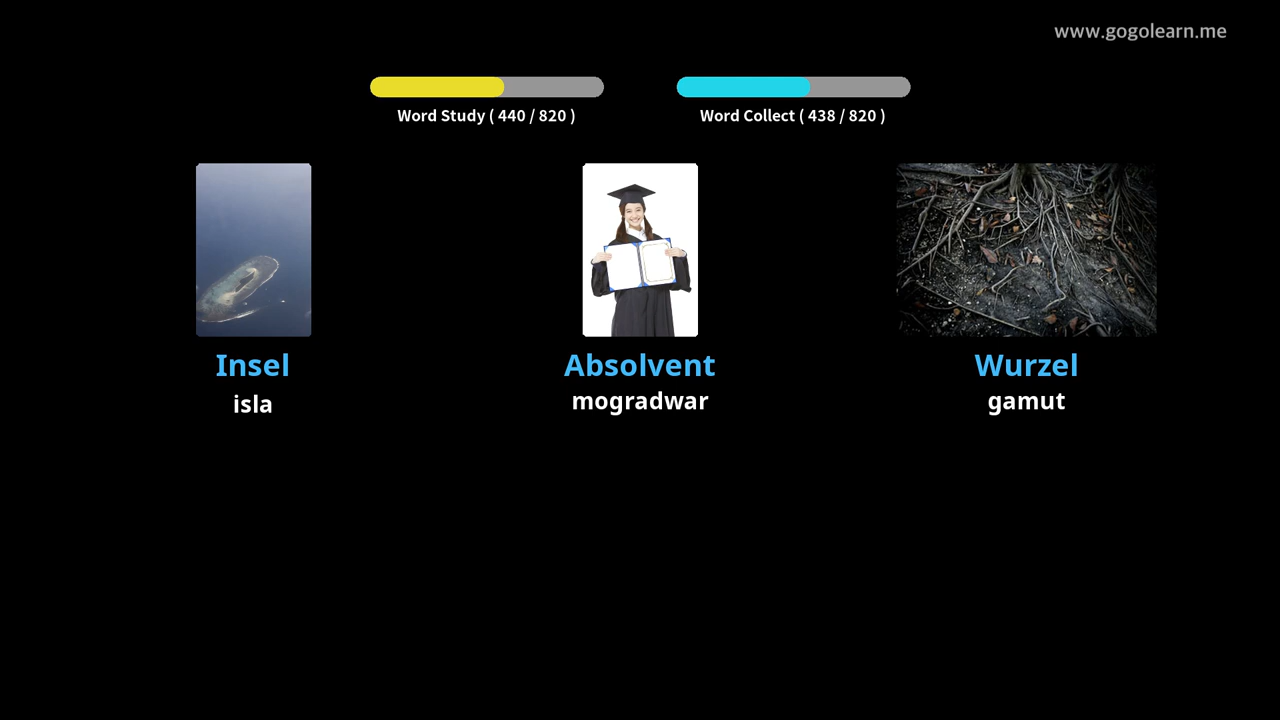 www.gogolearn.me
Word Study ( 440 / 820 )
Word Collect ( 438 / 820 )
Insel
isla
Absolvent
mogradwar
Wurzel
gamut